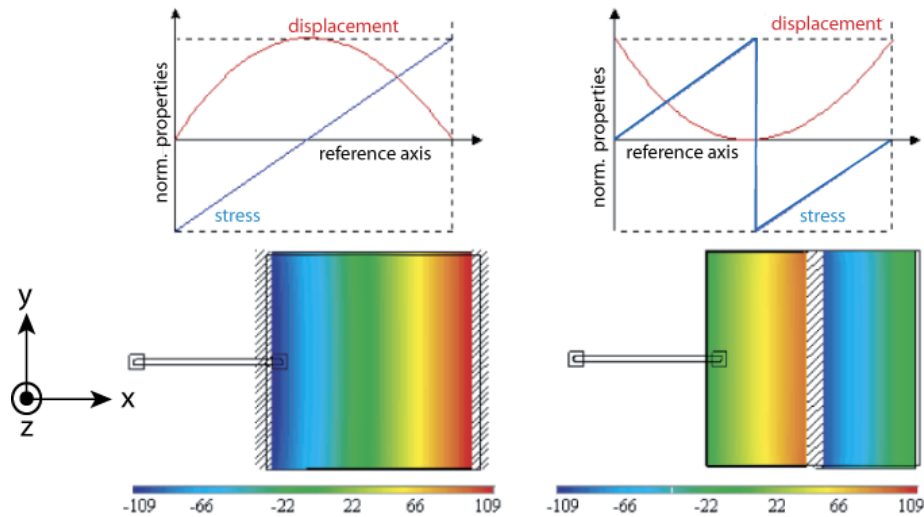 displacement
norm. properties
reference axis
stress
displacement
norm. properties
reference axis
stress
y
x
z
-109 -66 -22 22 66 109
-109 -66 -22 22 66 109